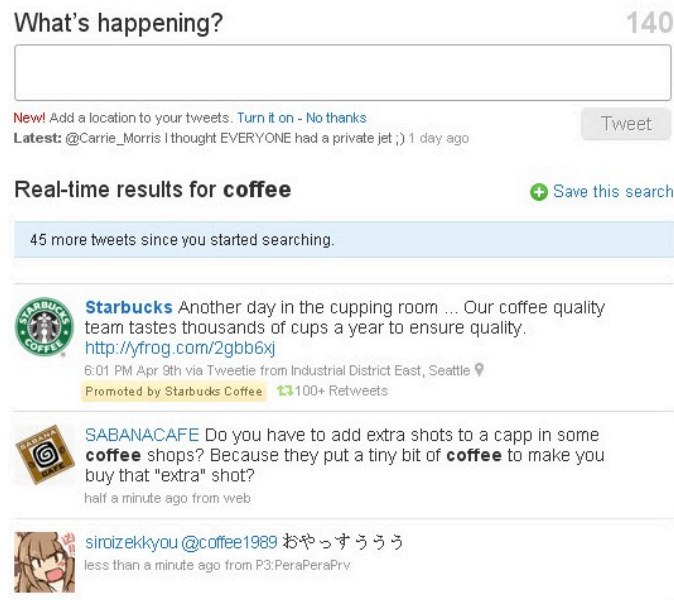 What's happening?
140
New! Add a location to your tweets. Turn it on - No thanks
Tweet
Latest: @Carrie_Morris I thought EVERYONE had a private jet ;) 1 day ago
Real-time results for coffee
Save this search
45 more tweets since you started searching.
STARBUCKS
COFFEE
Starbucks Another day in the cupping room ... Our coffee quality
team tastes thousands of cups a year to ensure quality.
http://yfrog.com/2gbb6xj
6:01 PM Apr 9th via Tweetie from Industrial District East, Seattle
Promoted by Starbucks Coffee 100+ Retweets
SABANA
CAFE
SABANACAFE Do you have to add extra shots to a capp in some
coffee shops? Because they put a tiny bit of coffee to make you
buy that "extra" shot?
half a minute ago from web
siroizekkyou @coffee1989 おやっすううう
less than a minute ago from P3:PeraPeraPrv